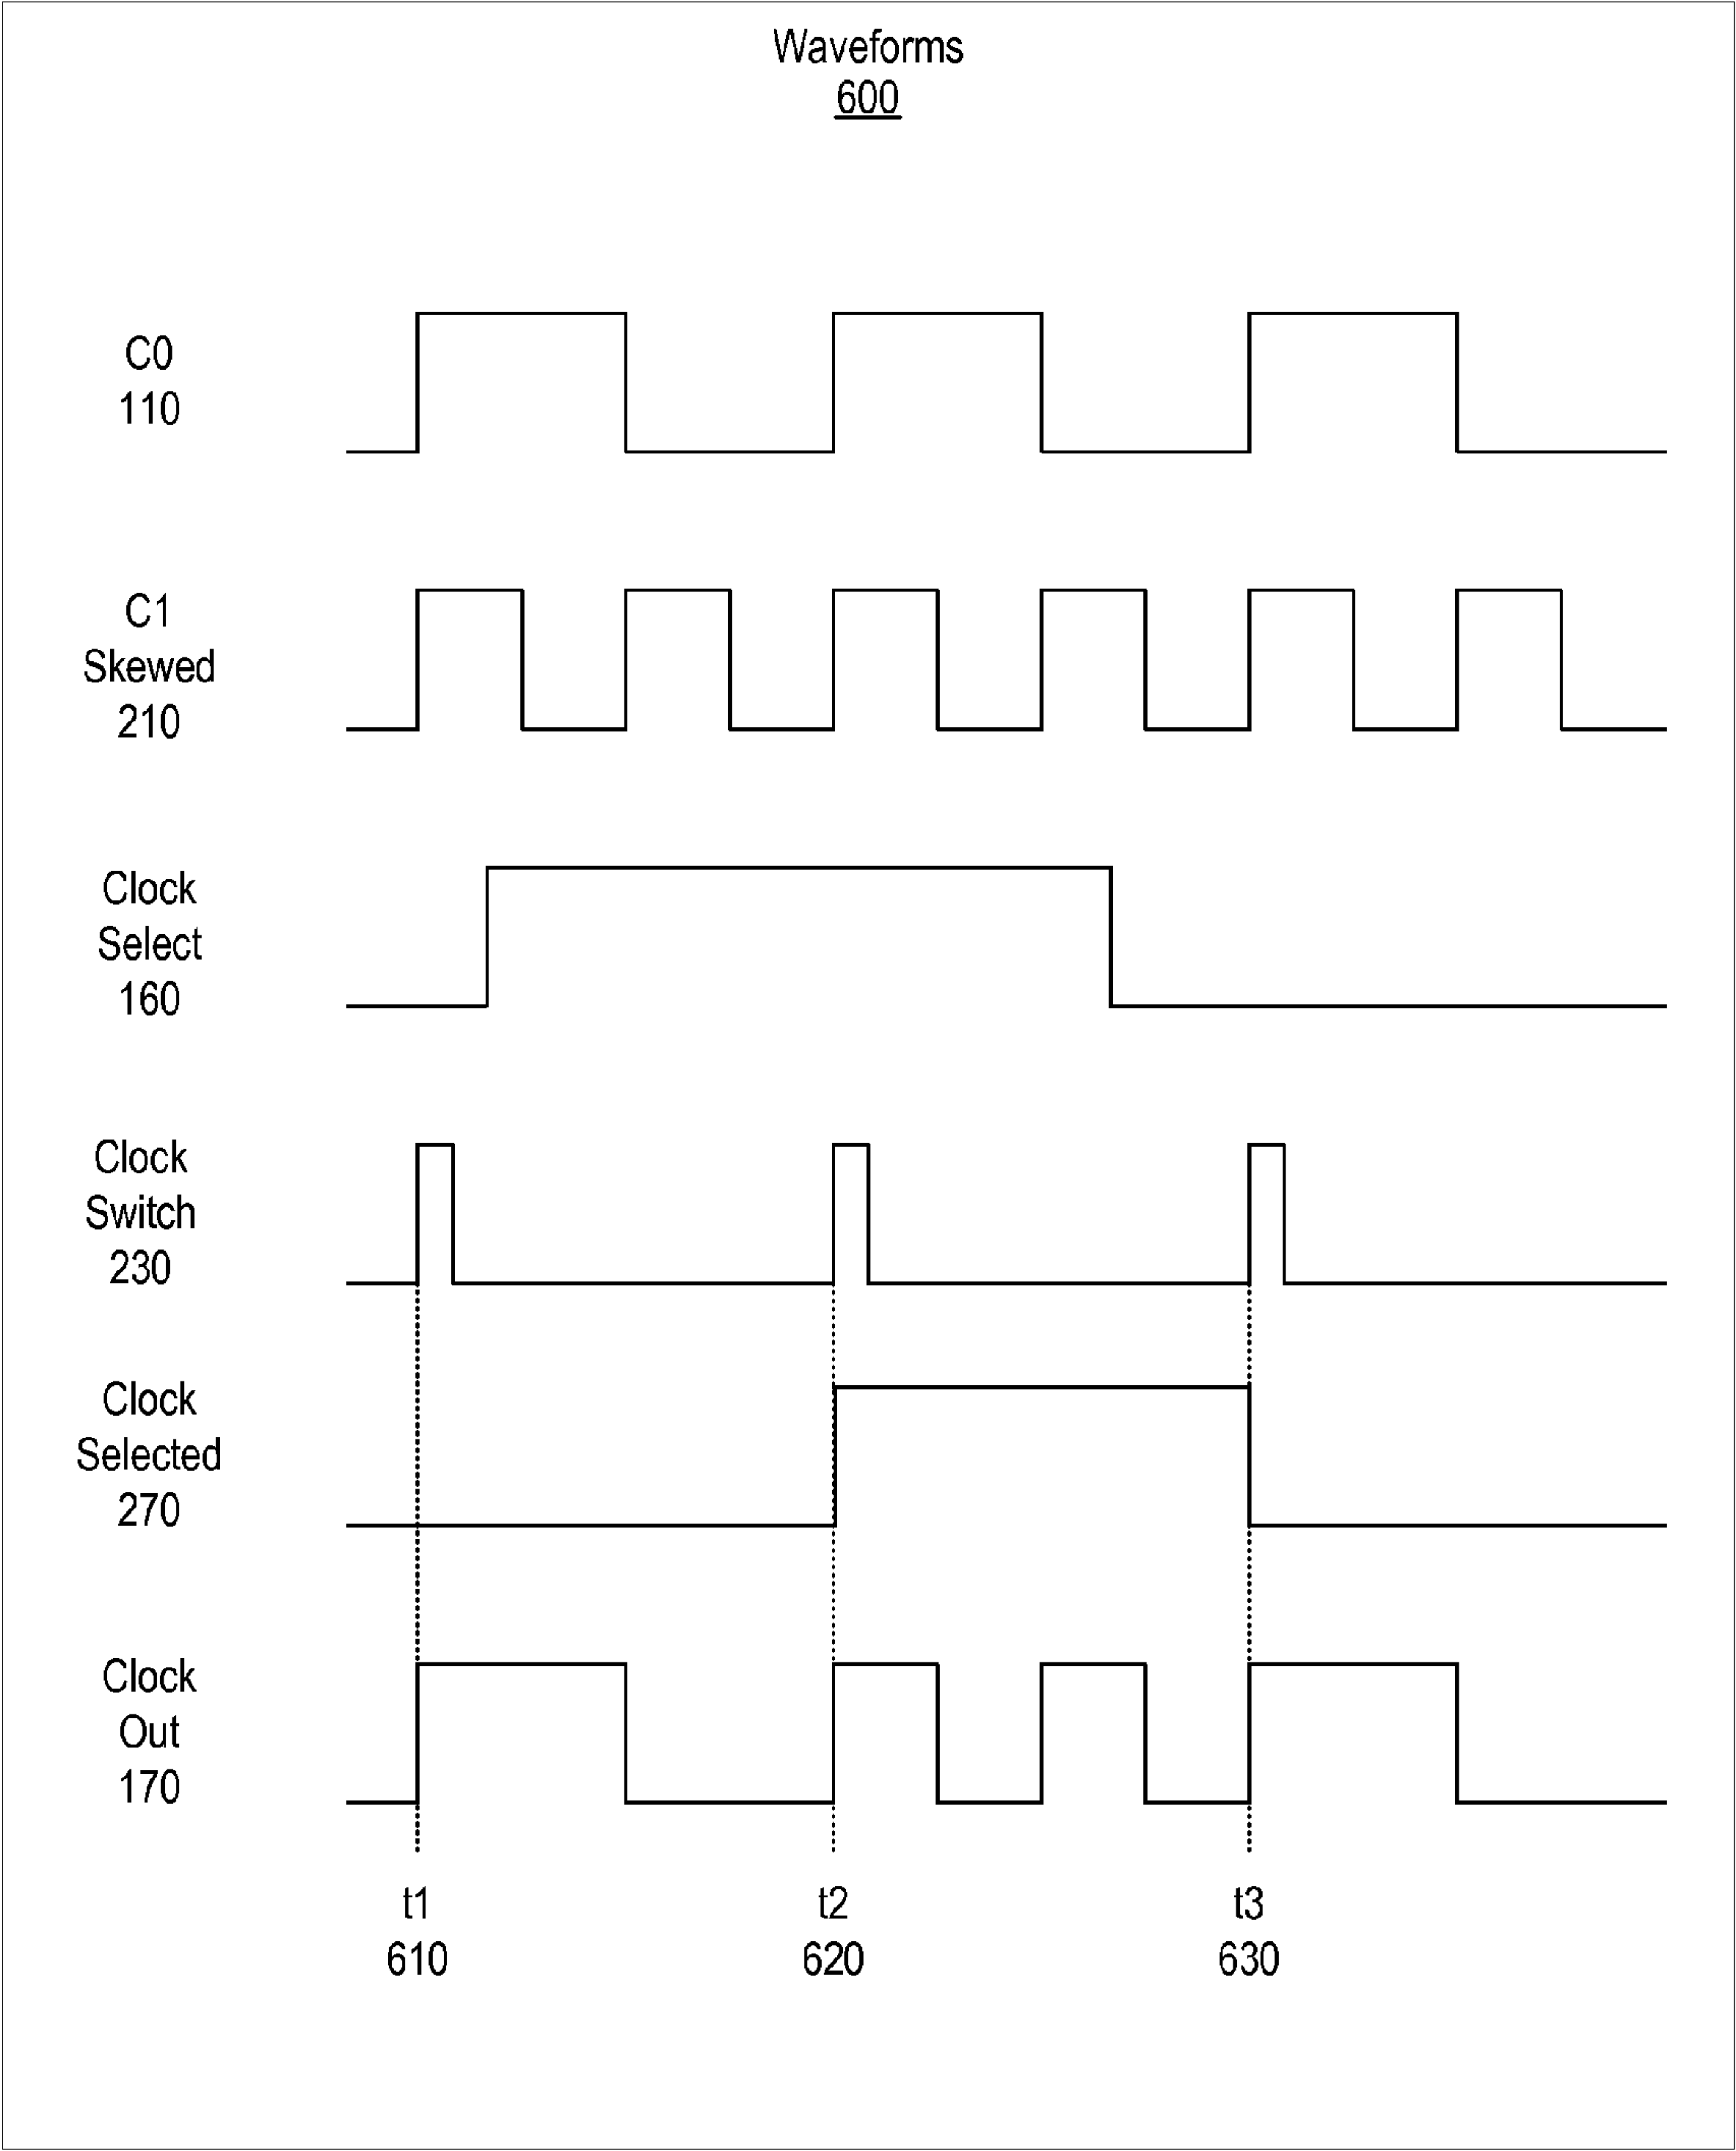 Waveforms
600
C0
110
C1
Skewed
210
Clock
Select
160
Clock
Switch
230
Clock
Selected
270
Clock
Out
170
t1
t2
t3
610
620
630